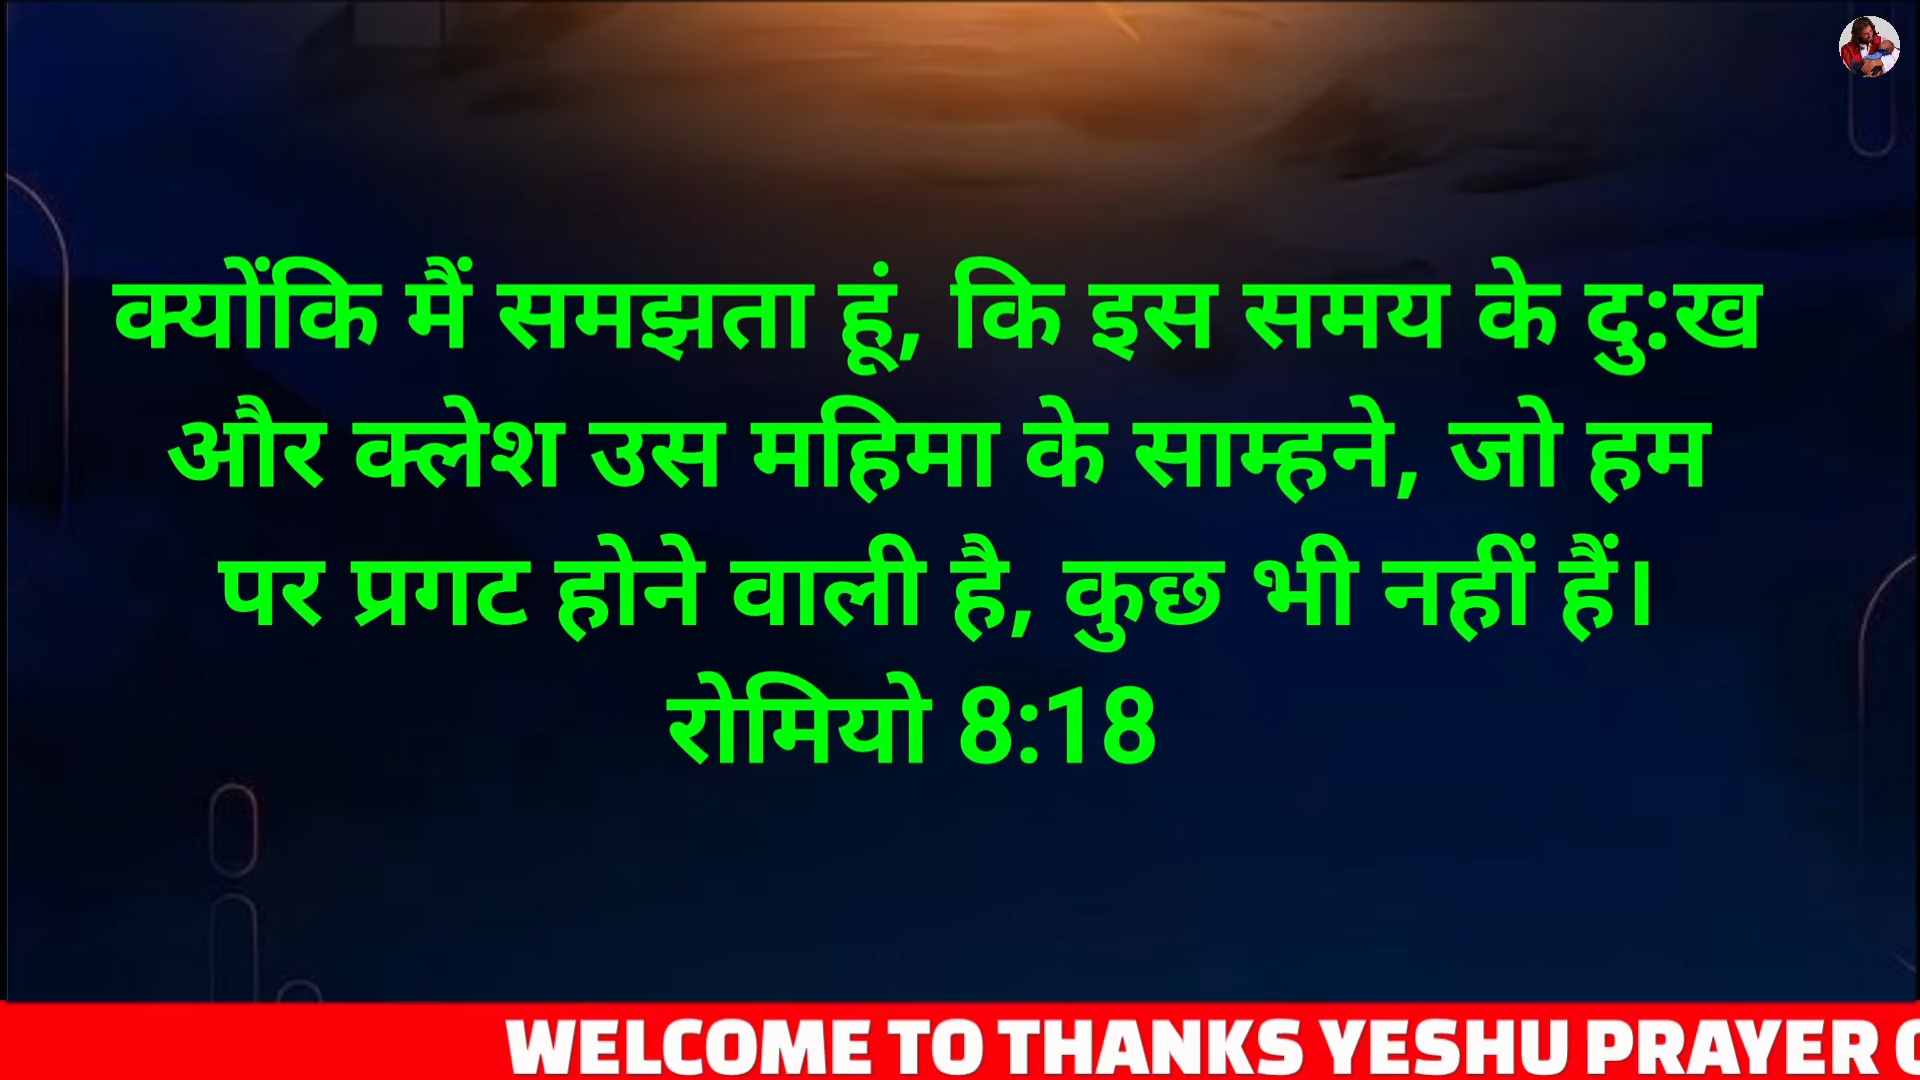 क्योंकि मैं समझता हूं, कि इस समय के दु:ख
और क्लेश उस महिमा के साम्हने, जो हम
पर प्रगट होने वाली है, कुछ भी नहीं हैं।
रोमियो 8:18
WELCOME TO THANKS YESHU PRAYER